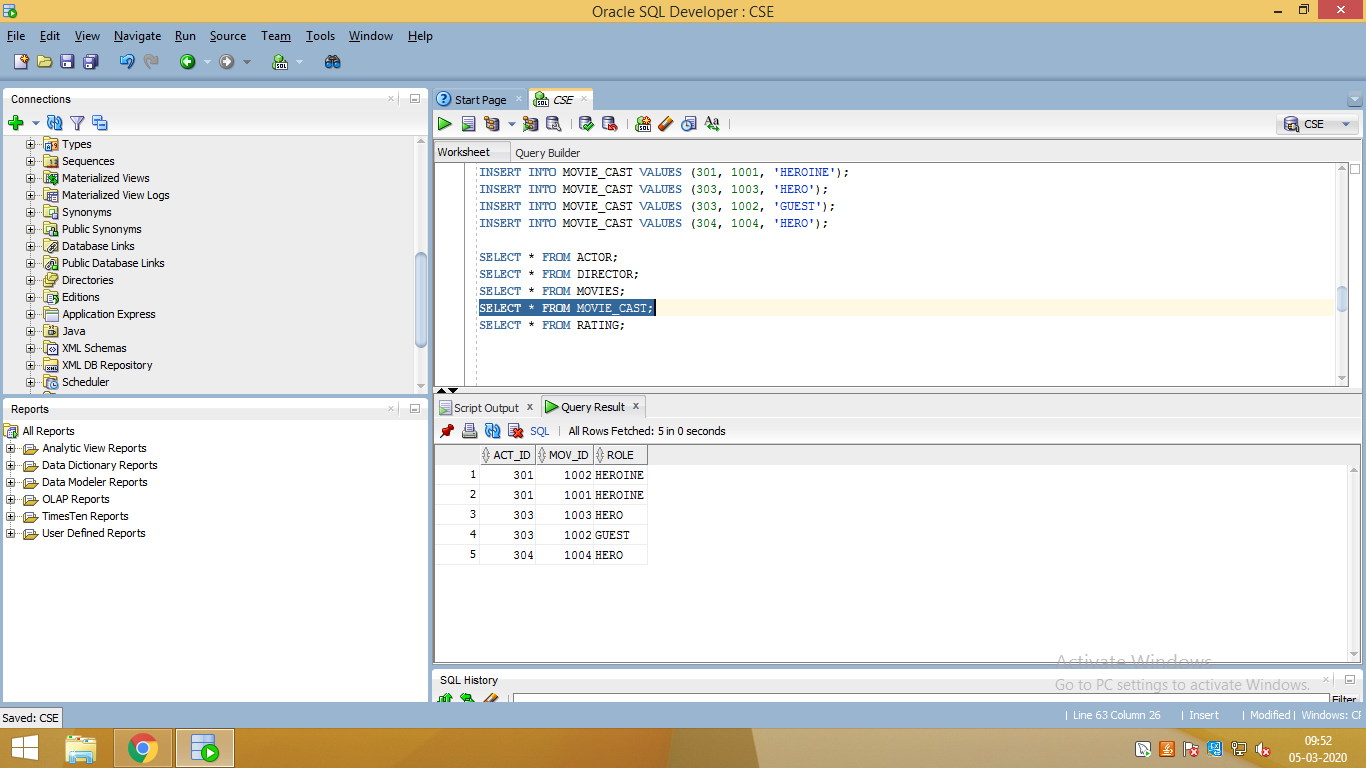 Oracle SQL Developer : CSE
File Edit View Navigate Run Source Team Tools Window Help
Connections
Types
Sequences
Materialized Views
Materialized View Logs
Synonyms
Public Synonyms
Database Links
Public Database Links
Directories
Editions
Application Express
Java
XML Schemas
XML DB Repository
Scheduler
Reports
All Reports
Analytic View Reports
Data Dictionary Reports
Data Modeler Reports
OLAP Reports
TimesTen Reports
User Defined Reports
Start Page CSE
CSE
Worksheet Query Builder
INSERT INTO MOVIE_CAST VALUES (301, 1001, 'HEROINE');
INSERT INTO MOVIE_CAST VALUES (303, 1003, 'HERO');
INSERT INTO MOVIE_CAST VALUES (303, 1002, 'GUEST');
INSERT INTO MOVIE_CAST VALUES (304, 1004, 'HERO');
SELECT * FROM ACTOR;
SELECT * FROM DIRECTOR;
SELECT * FROM MOVIES;
SELECT * FROM MOVIE_CAST;
SELECT * FROM RATING;
Script Output x Query Result x
SQL | All Rows Fetched: 5 in 0 seconds
ACT_ID MOV_ID ROLE
1 301 1002 HEROINE
2 301 1001 HEROINE
3 303 1003 HERO
4 303 1002 GUEST
5 304 1004 HERO
Activate Windows
Go to PC settings to activate Windows.
SQL History
Filter
Saved: CSE
| Line 63 Column 26 | Insert | Modified | Windows: CF
09:52
05-03-2020